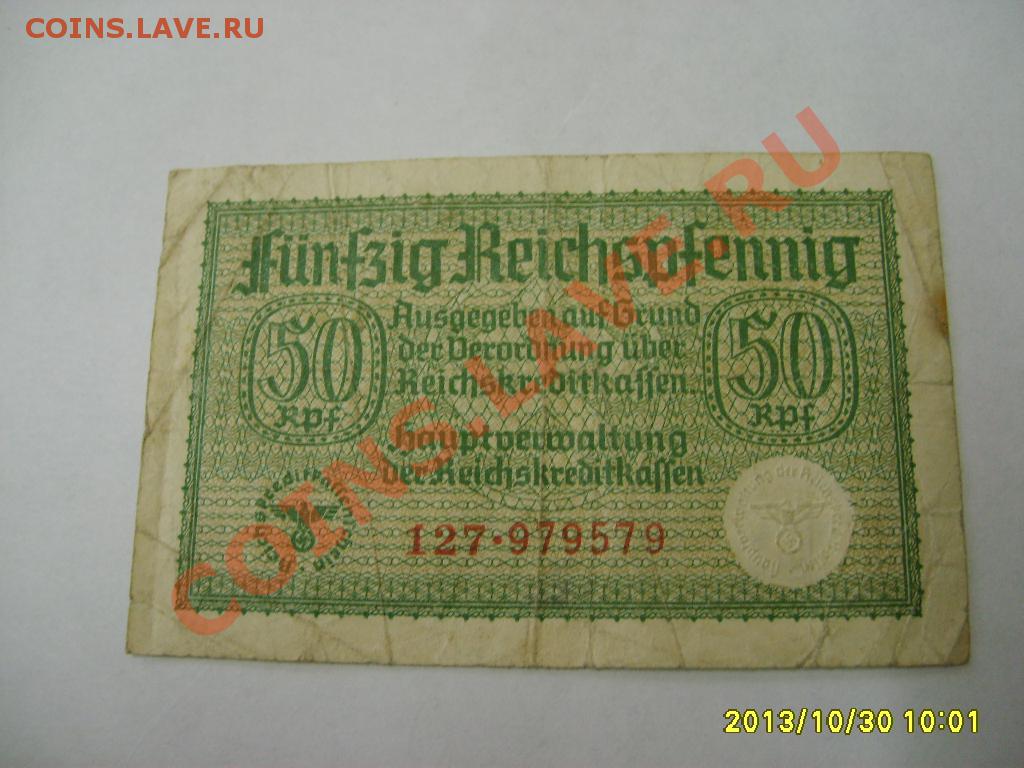 COINS.LAVE.RU
Fünfzig Reichspfennig
50
Rpf
Ausgegeben auf Grund
der Verordnung über
Reichskreditkassen
50
Rpf
Hauptverwaltung
der Reichskreditkassen
127·979579
COINS.LAVE.RU
2013/10/30 10:01